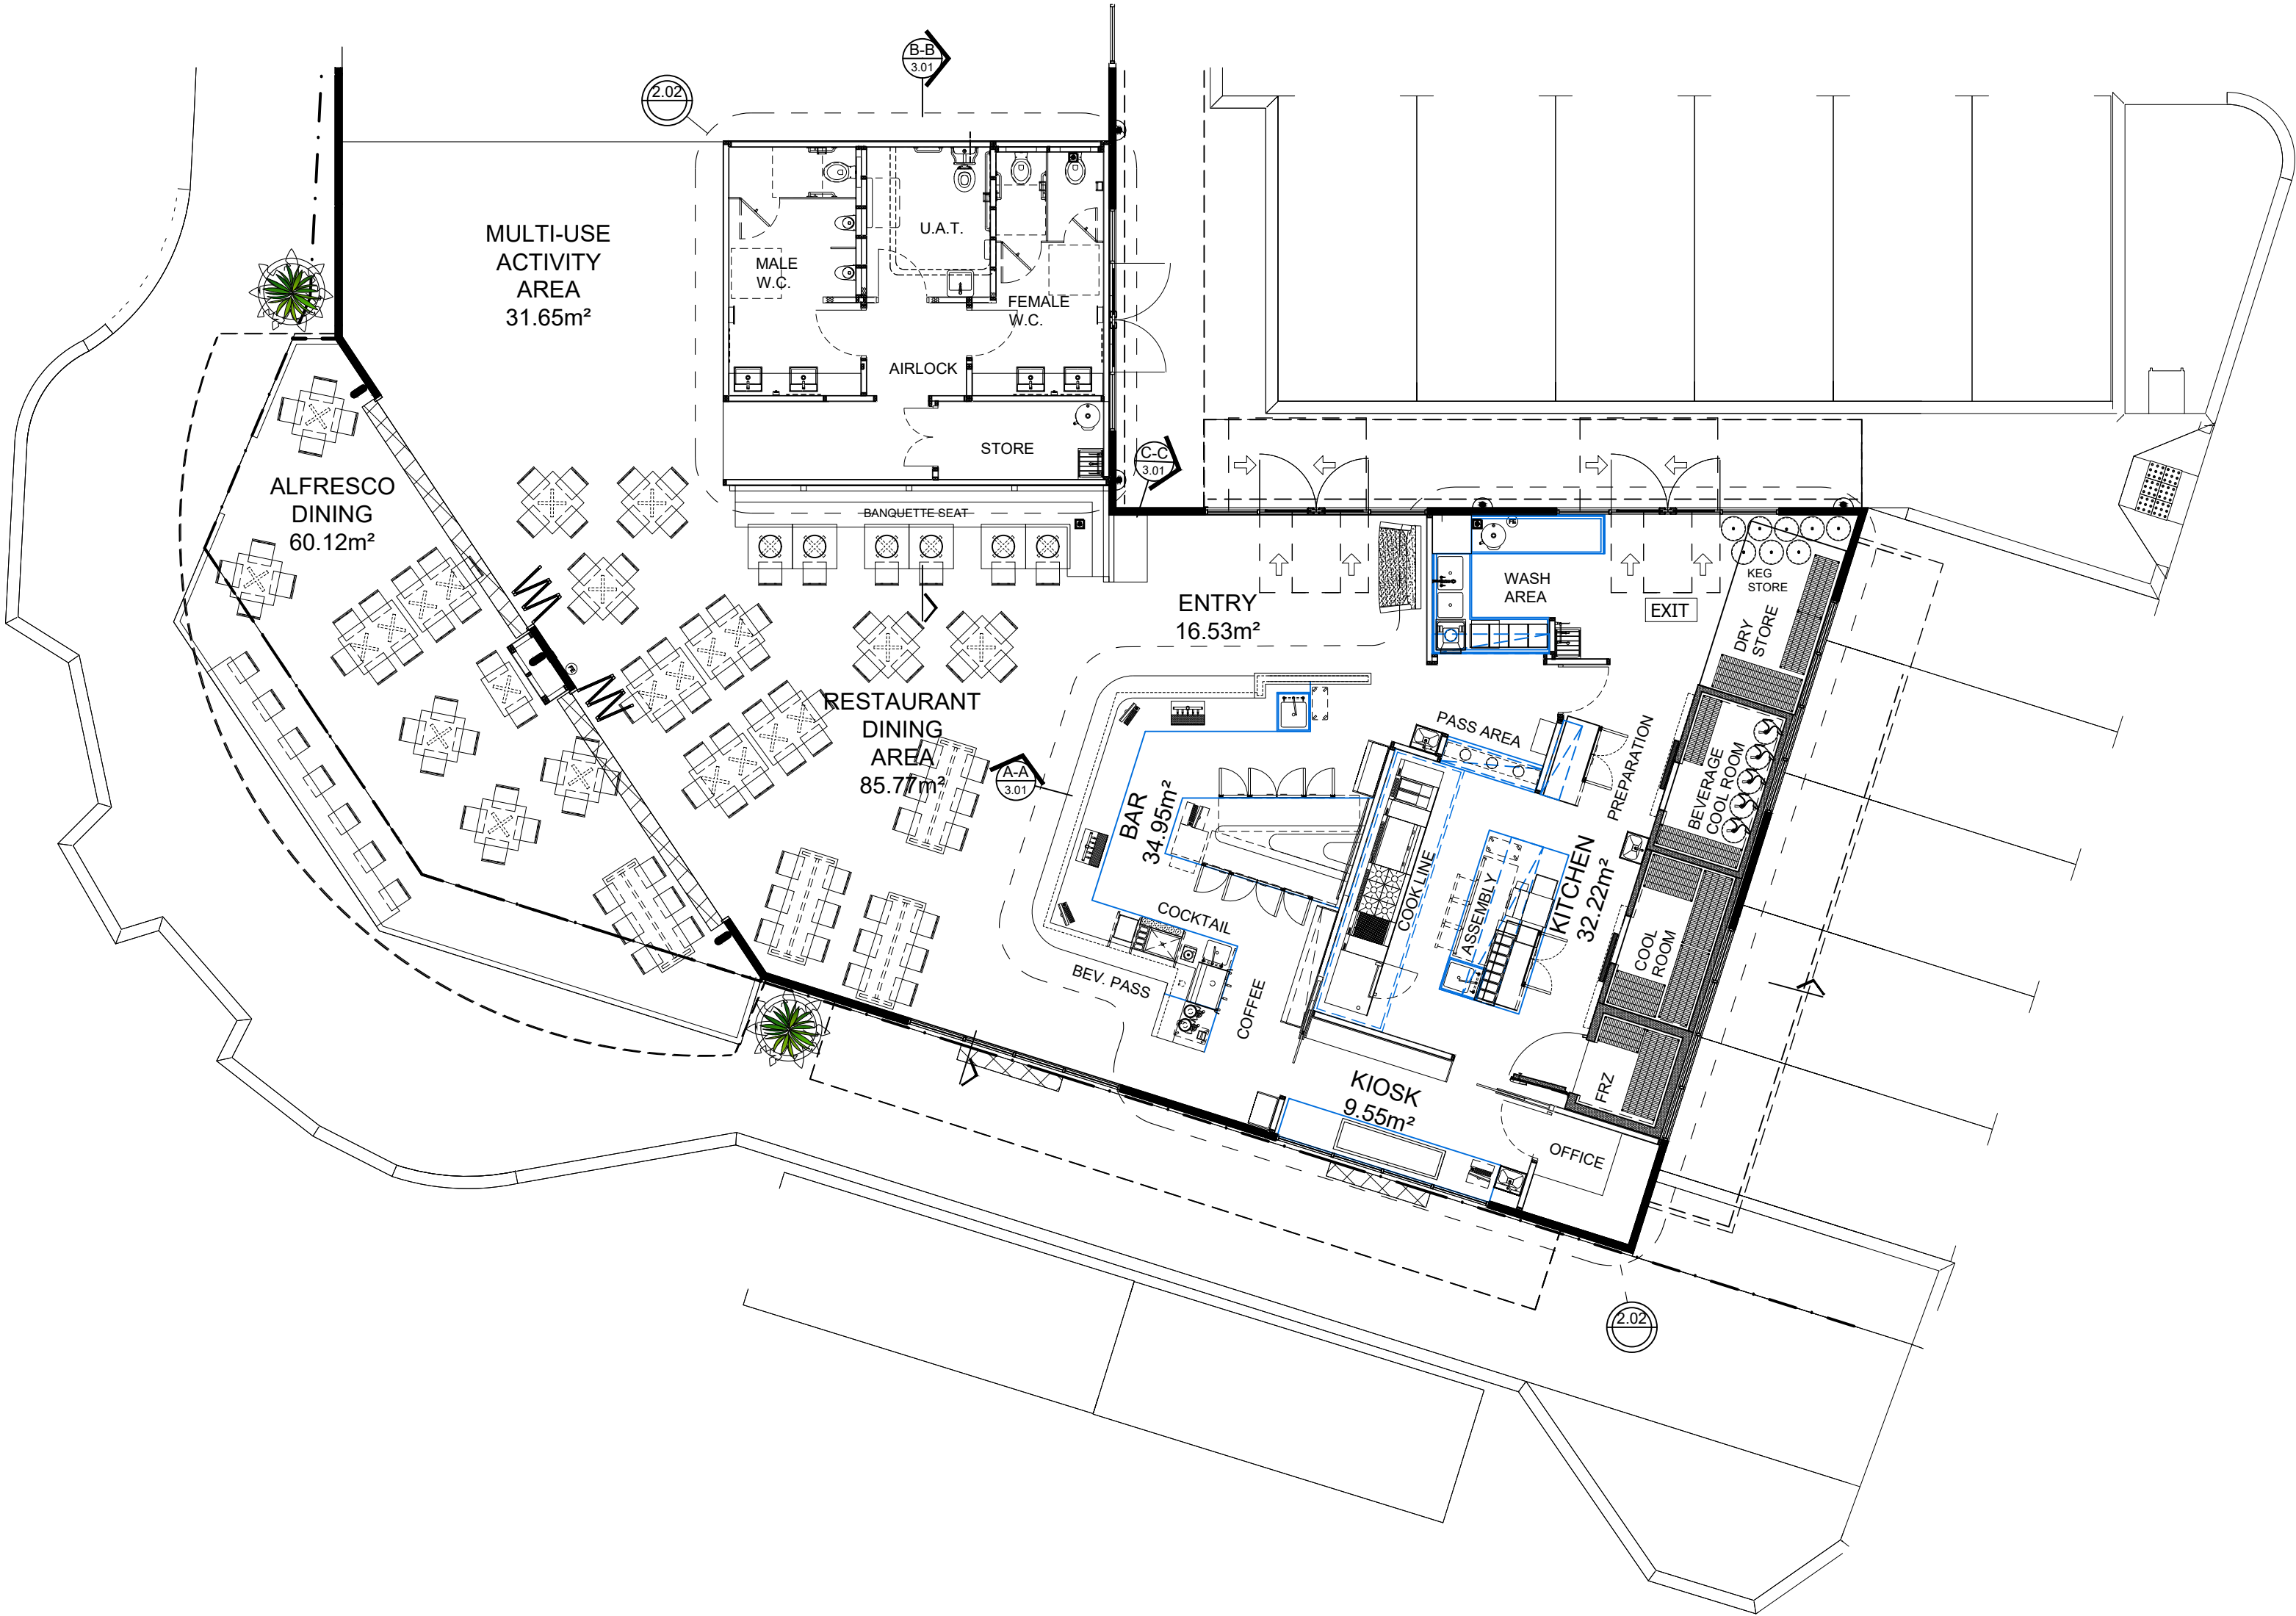 B-B
3.01
2.02
MULTI-USE
ACTIVITY
AREA
31.65m²
U.A.T.
MALE
W.C.
FEMALE
W.C.
AIRLOCK
STORE
C-C
3.01
ALFRESCO
DINING
60.12m²
BANQUETTE SEAT
FE
WASH
AREA
KEG
STORE
ENTRY
16.53m²
EXIT
DRY
STORE
FE
RESTAURANT
DINING
AREA
85.77m²
A-A
3.01
PASS AREA
PREPARATION
BEVERAGE
COOL ROOM
BAR
34.95m²
COOK LINE
ASSEMBLY
KITCHEN
32.22m²
COCKTAIL
COOL
ROOM
BEV. PASS
COFFEE
KIOSK
9.55m²
FRZ
OFFICE
2.02